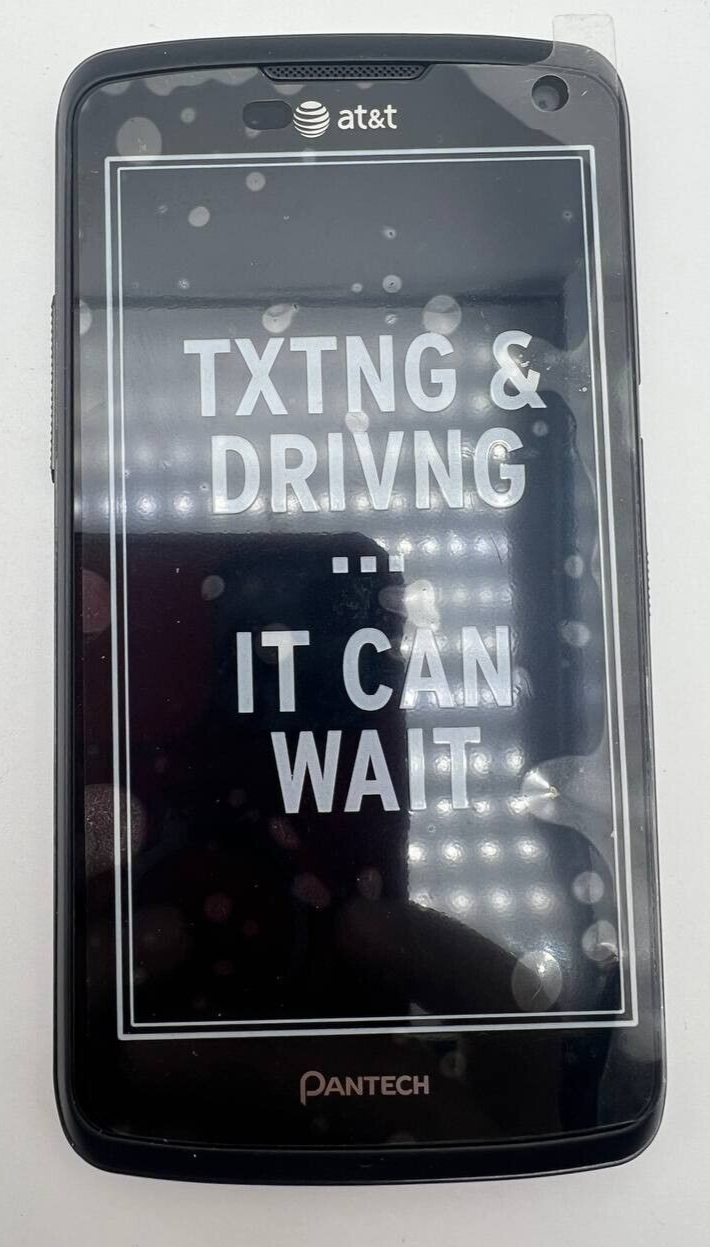 at&t
TXTNG &
DRIVNG
...
IT CAN
WAIT
PANTECH